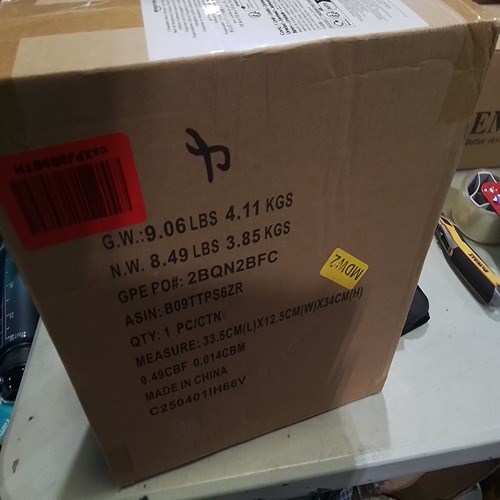 G.W.:9.06 LBS 4.11 KGS
N.W. 8.49 LBS 3.85 KGS
GPE PO#: 2BQN2BFC
ASIN: B09TTPS6ZR
QTY: 1 PC/CTN
MEASURE: 33.5CM(L)X12.5CM(W)X34CM(H)
0.49CBF 0.014CBM
MADE IN CHINA
C250401IH66V
MDW2